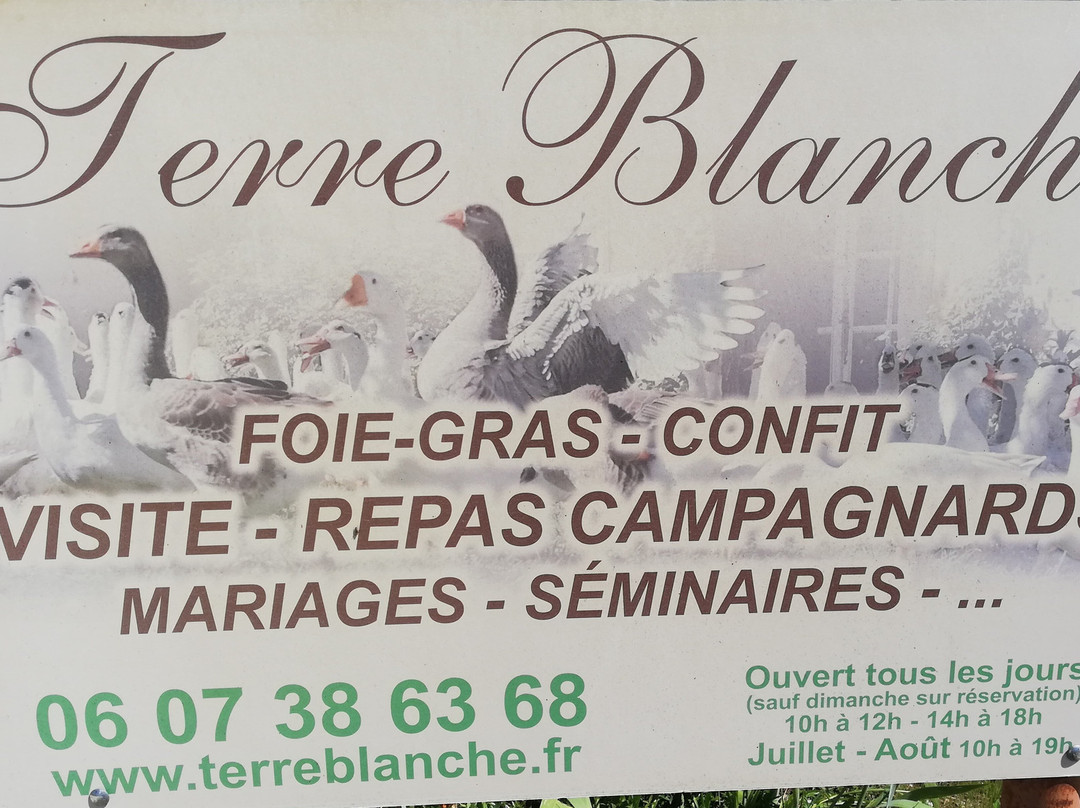 Terre Blanch
FOIE-GRAS - CONFIT
VISITE - REPAS CAMPAGNARDS
MARIAGES - SÉMINAIRES - ...
06 07 38 63 68
www.terreblanche.fr
Ouvert tous les jours
(sauf dimanche sur réservation)
10h à 12h - 14h à 18h
Juillet - Août 10h à 19h